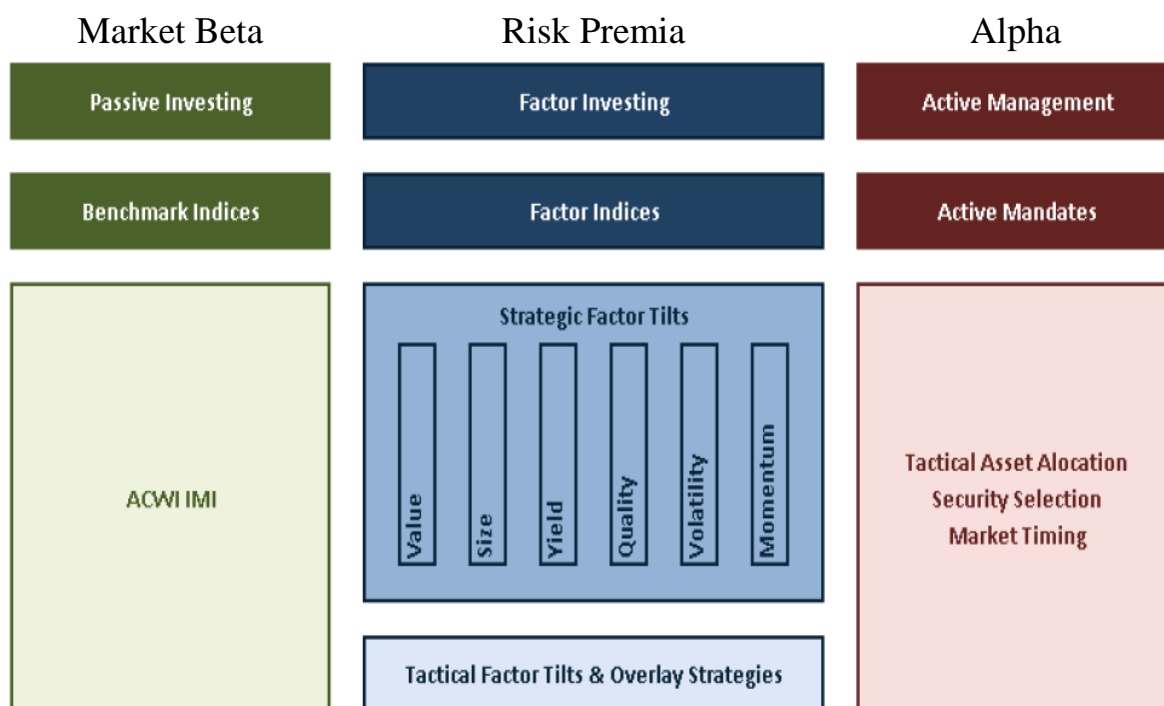 Market Beta
Risk Premia
Alpha
Passive Investing
Factor Investing
Active Management
Benchmark Indices
Factor Indices
Active Mandates
ACWI IMI
Strategic Factor Tilts
Value
Size
Yield
Quality
Volatility
Momentum
Tactical Factor Tilts & Overlay Strategies
Tactical Asset Alocation
Security Selection
Market Timing